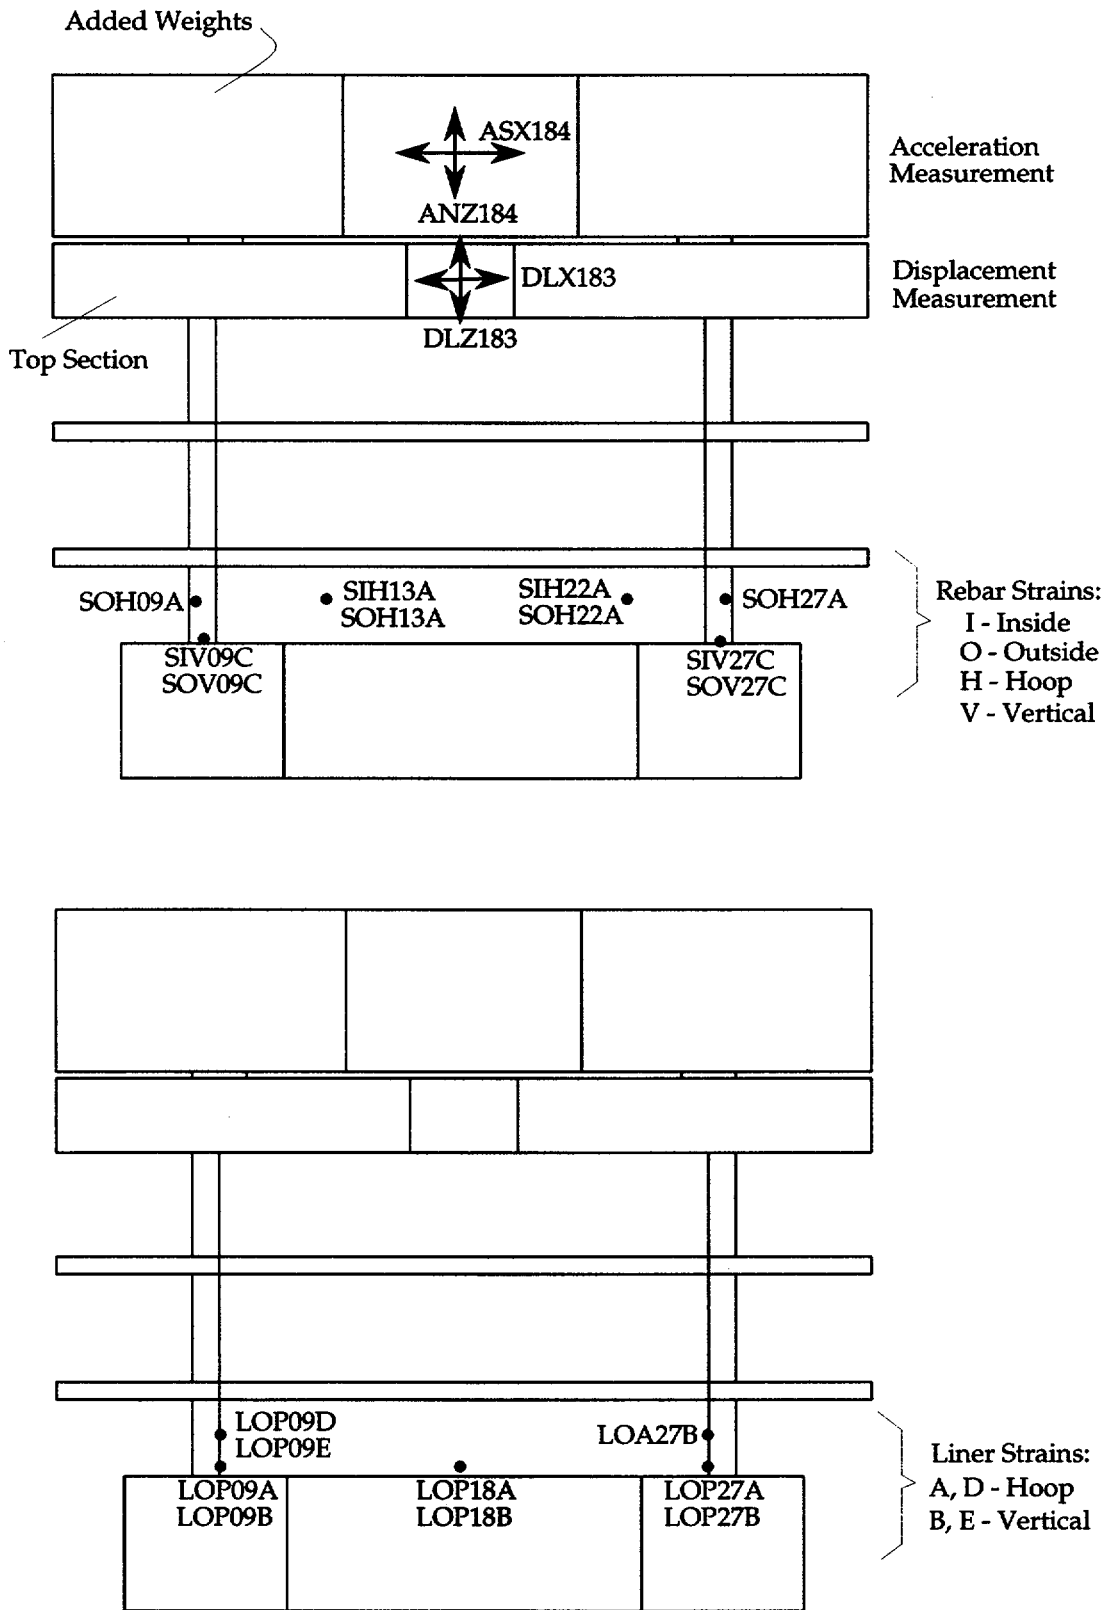 Added Weights
ASX184
ANZ184
Acceleration
Measurement
DLX183
DLZ183
Displacement
Measurement
Top Section
SOH09A
SIH13A
SOH13A
SIH22A
SOH22A
SOH27A
SIV09C
SOV09C
SIV27C
SOV27C
Rebar Strains:
I - Inside
O - Outside
H - Hoop
V - Vertical
LOP09D
LOP09E
LOA27B
LOP09A
LOP09B
LOP18A
LOP18B
LOP27A
LOP27B
Liner Strains:
A, D - Hoop
B, E - Vertical